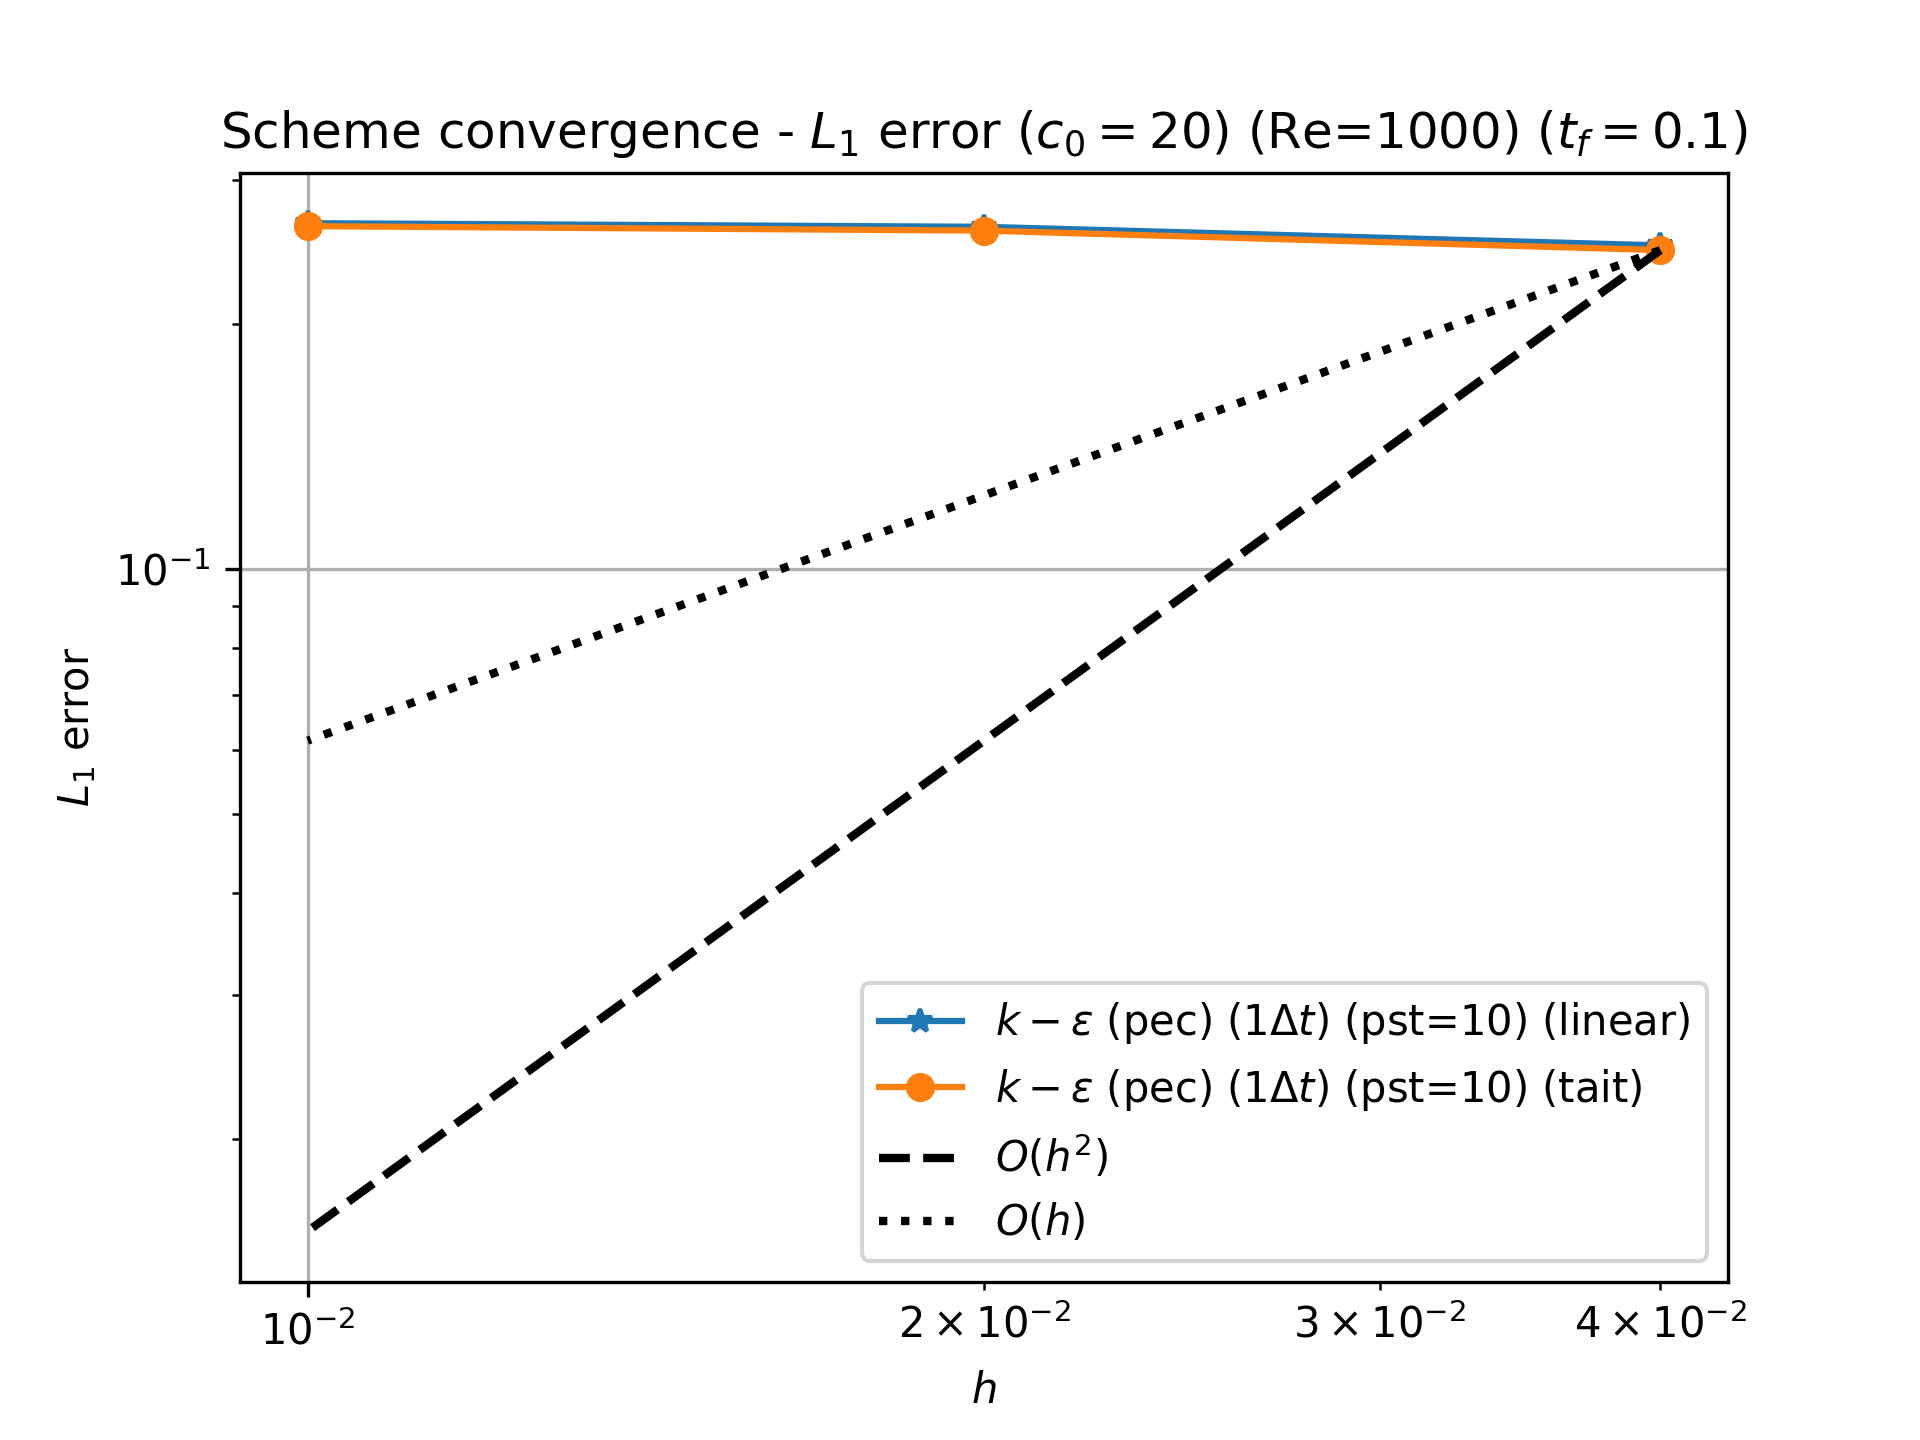 Scheme convergence - L₁ error (c₀ = 20) (Re=1000) (t_f = 0.1)
10⁻¹
L₁ error
k − ε (pec) (1Δt) (pst=10) (linear)
k − ε (pec) (1Δt) (pst=10) (tait)
O(h²)
O(h)
10⁻² 2 × 10⁻² 3 × 10⁻² 4 × 10⁻²
h